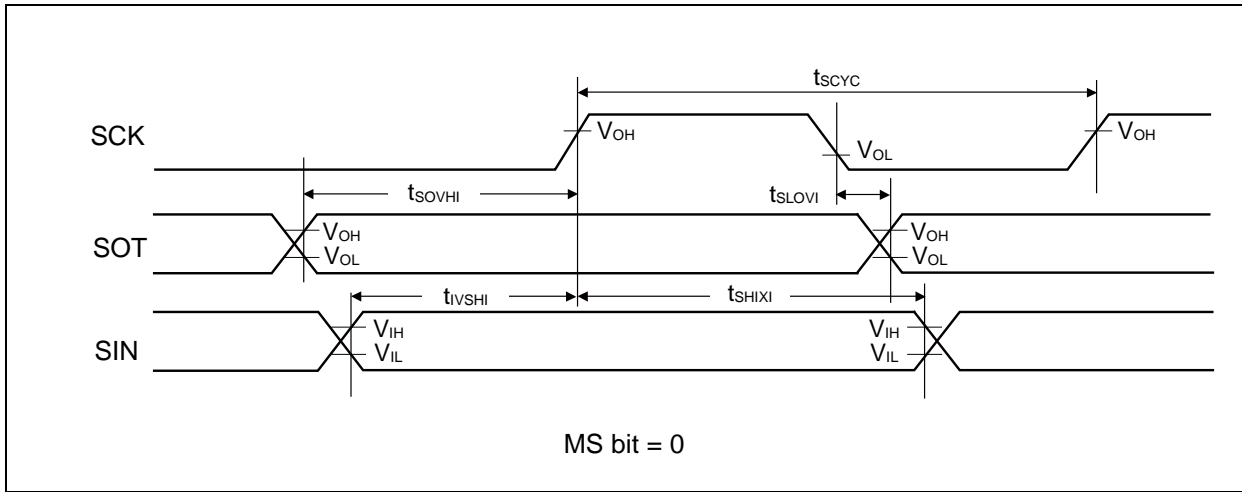 tSCYC
SCK
VOH
VOL
VOH
tSOVHI
tSLOVI
SOT
VOH
VOL
VOH
VOL
tIVSHI
tSHIXI
SIN
VIH
VIL
VIH
VIL
MS bit = 0